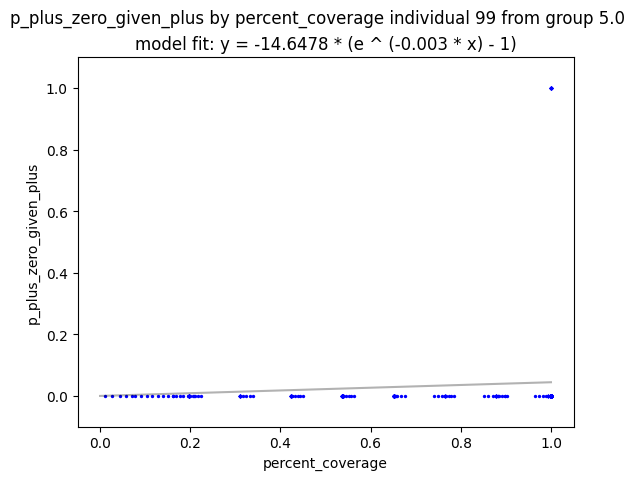 p_plus_zero_given_plus by percent_coverage individual 99 from group 5.0
model fit: y = -14.6478 * (e ^ (-0.003 * x) - 1)
1.0
0.8
0.6
0.4
0.2
0.0
p_plus_zero_given_plus
0.0 0.2 0.4 0.6 0.8 1.0
percent_coverage